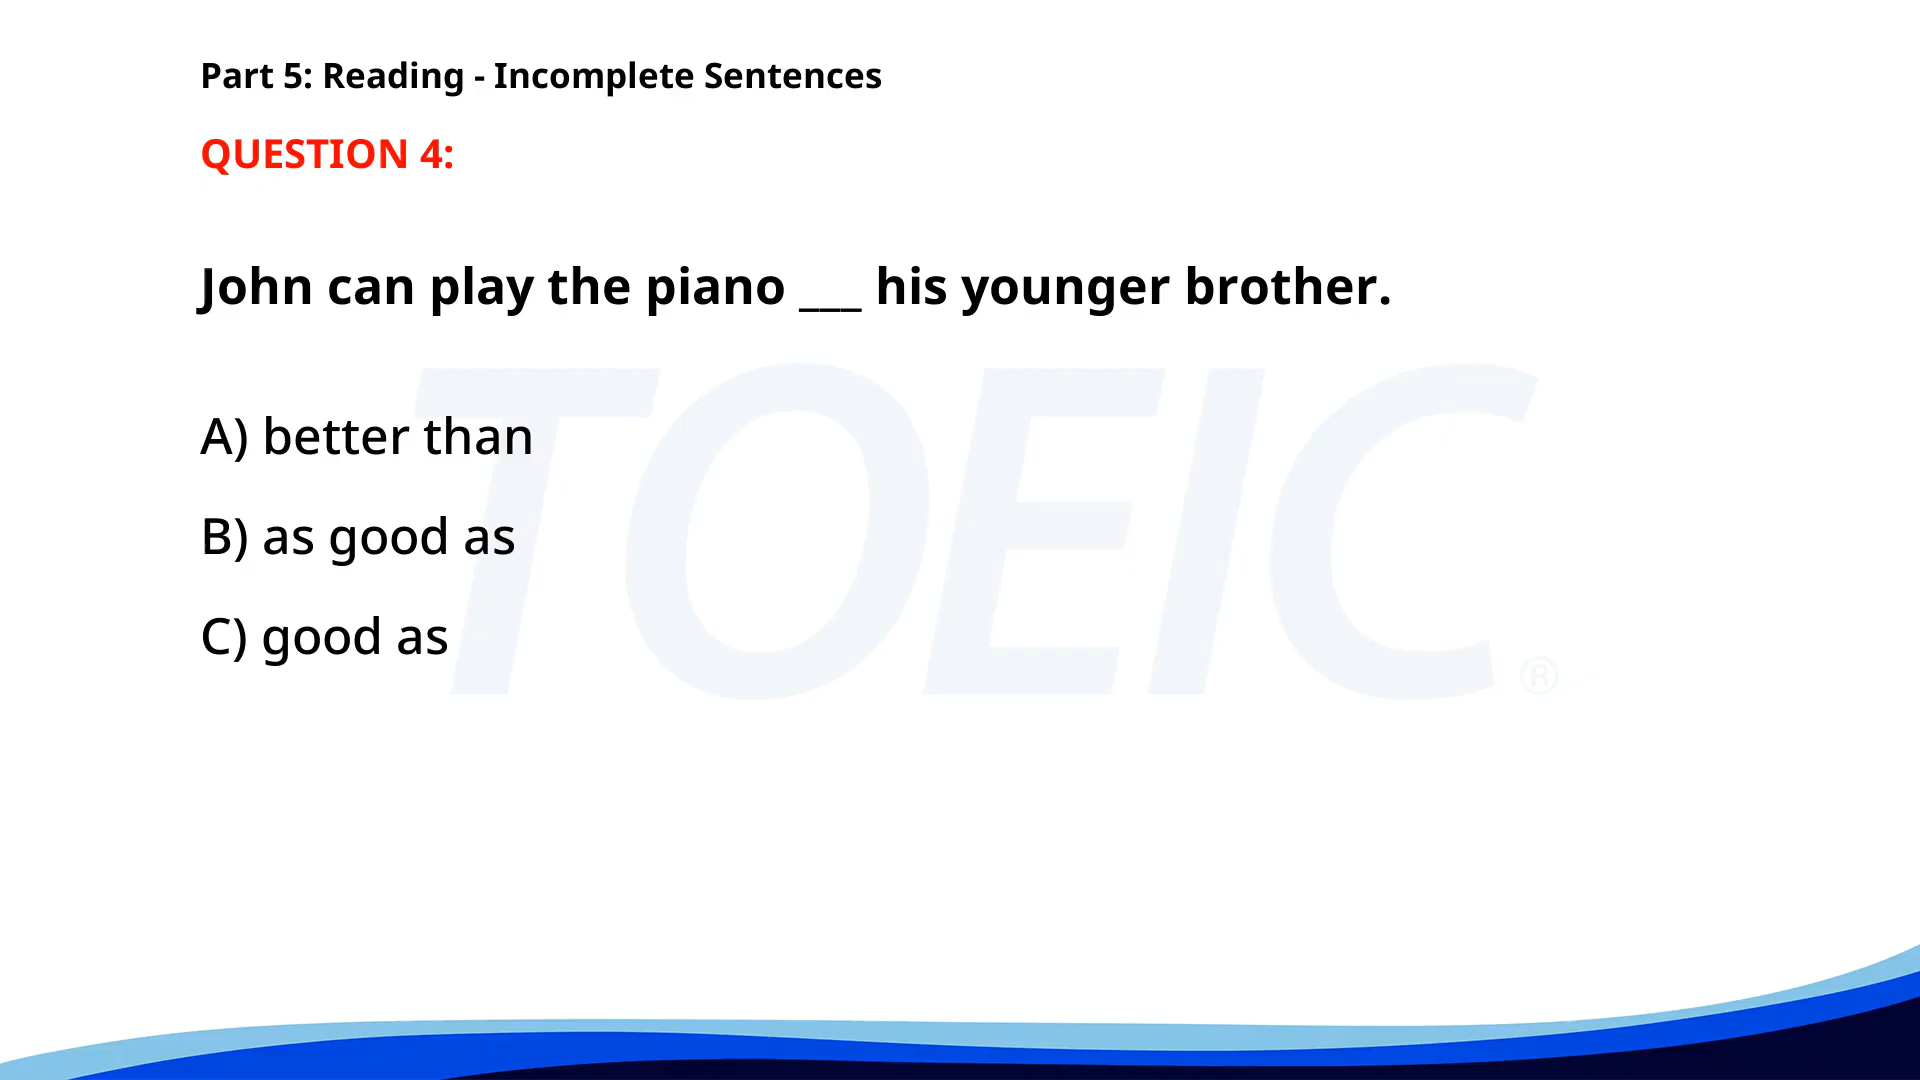 Part 5: Reading - Incomplete Sentences
QUESTION 4:
John can play the piano ___ his younger brother.
TOEIC®
A) better than
B) as good as
C) good as